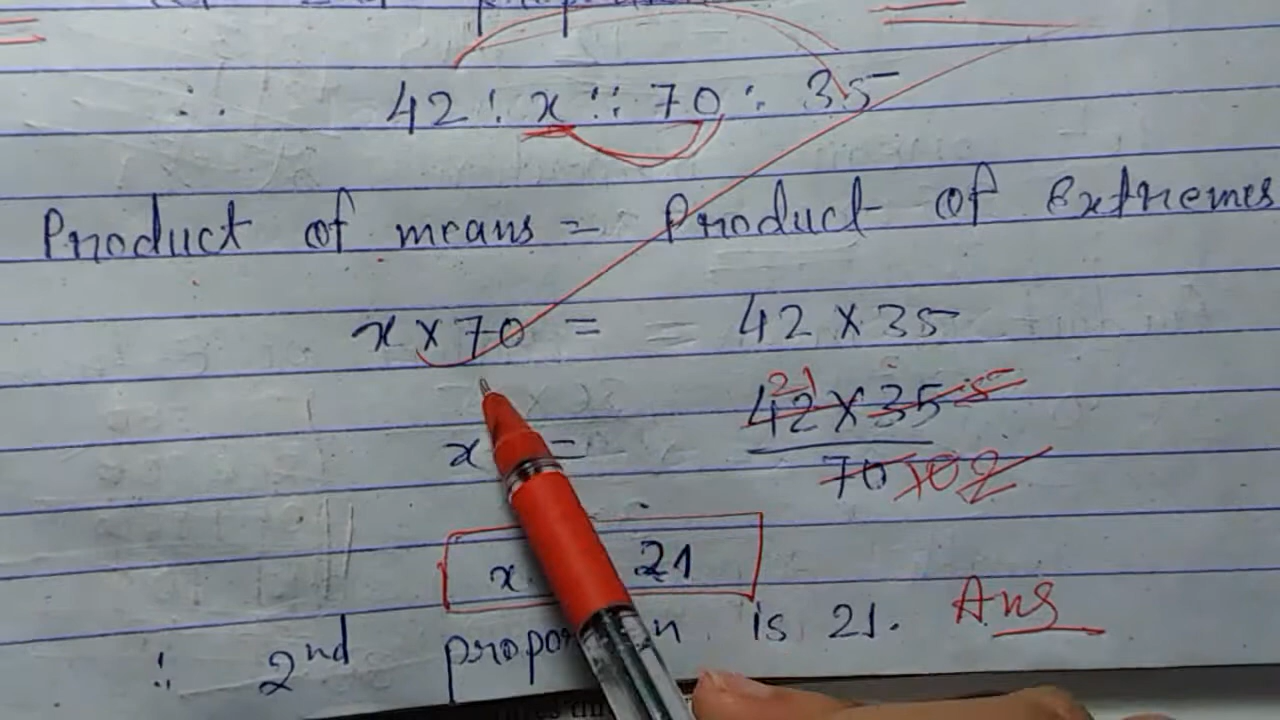 ∴ 42 : x :: 70 : 35
Product of means = Product of Extremes
x × 70 = = 42 × 35
21 5
x = 42 × 35 / 70 10 2
x 21
∴ 2nd is 21. Ans